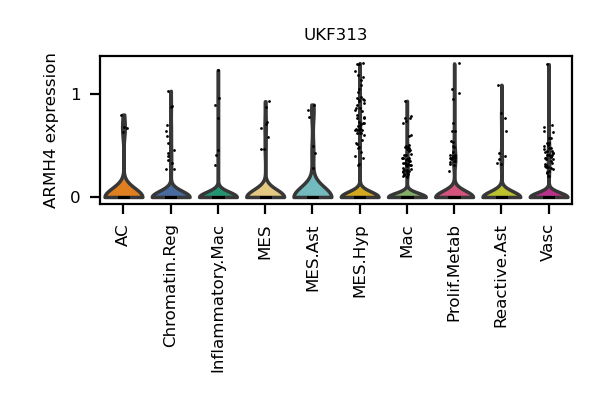 UKF313
ARMH4 expression
1
0
AC
Chromatin.Reg
Inflammatory.Mac
MES
MES.Ast
MES.Hyp
Mac
Prolif.Metab
Reactive.Ast
Vasc